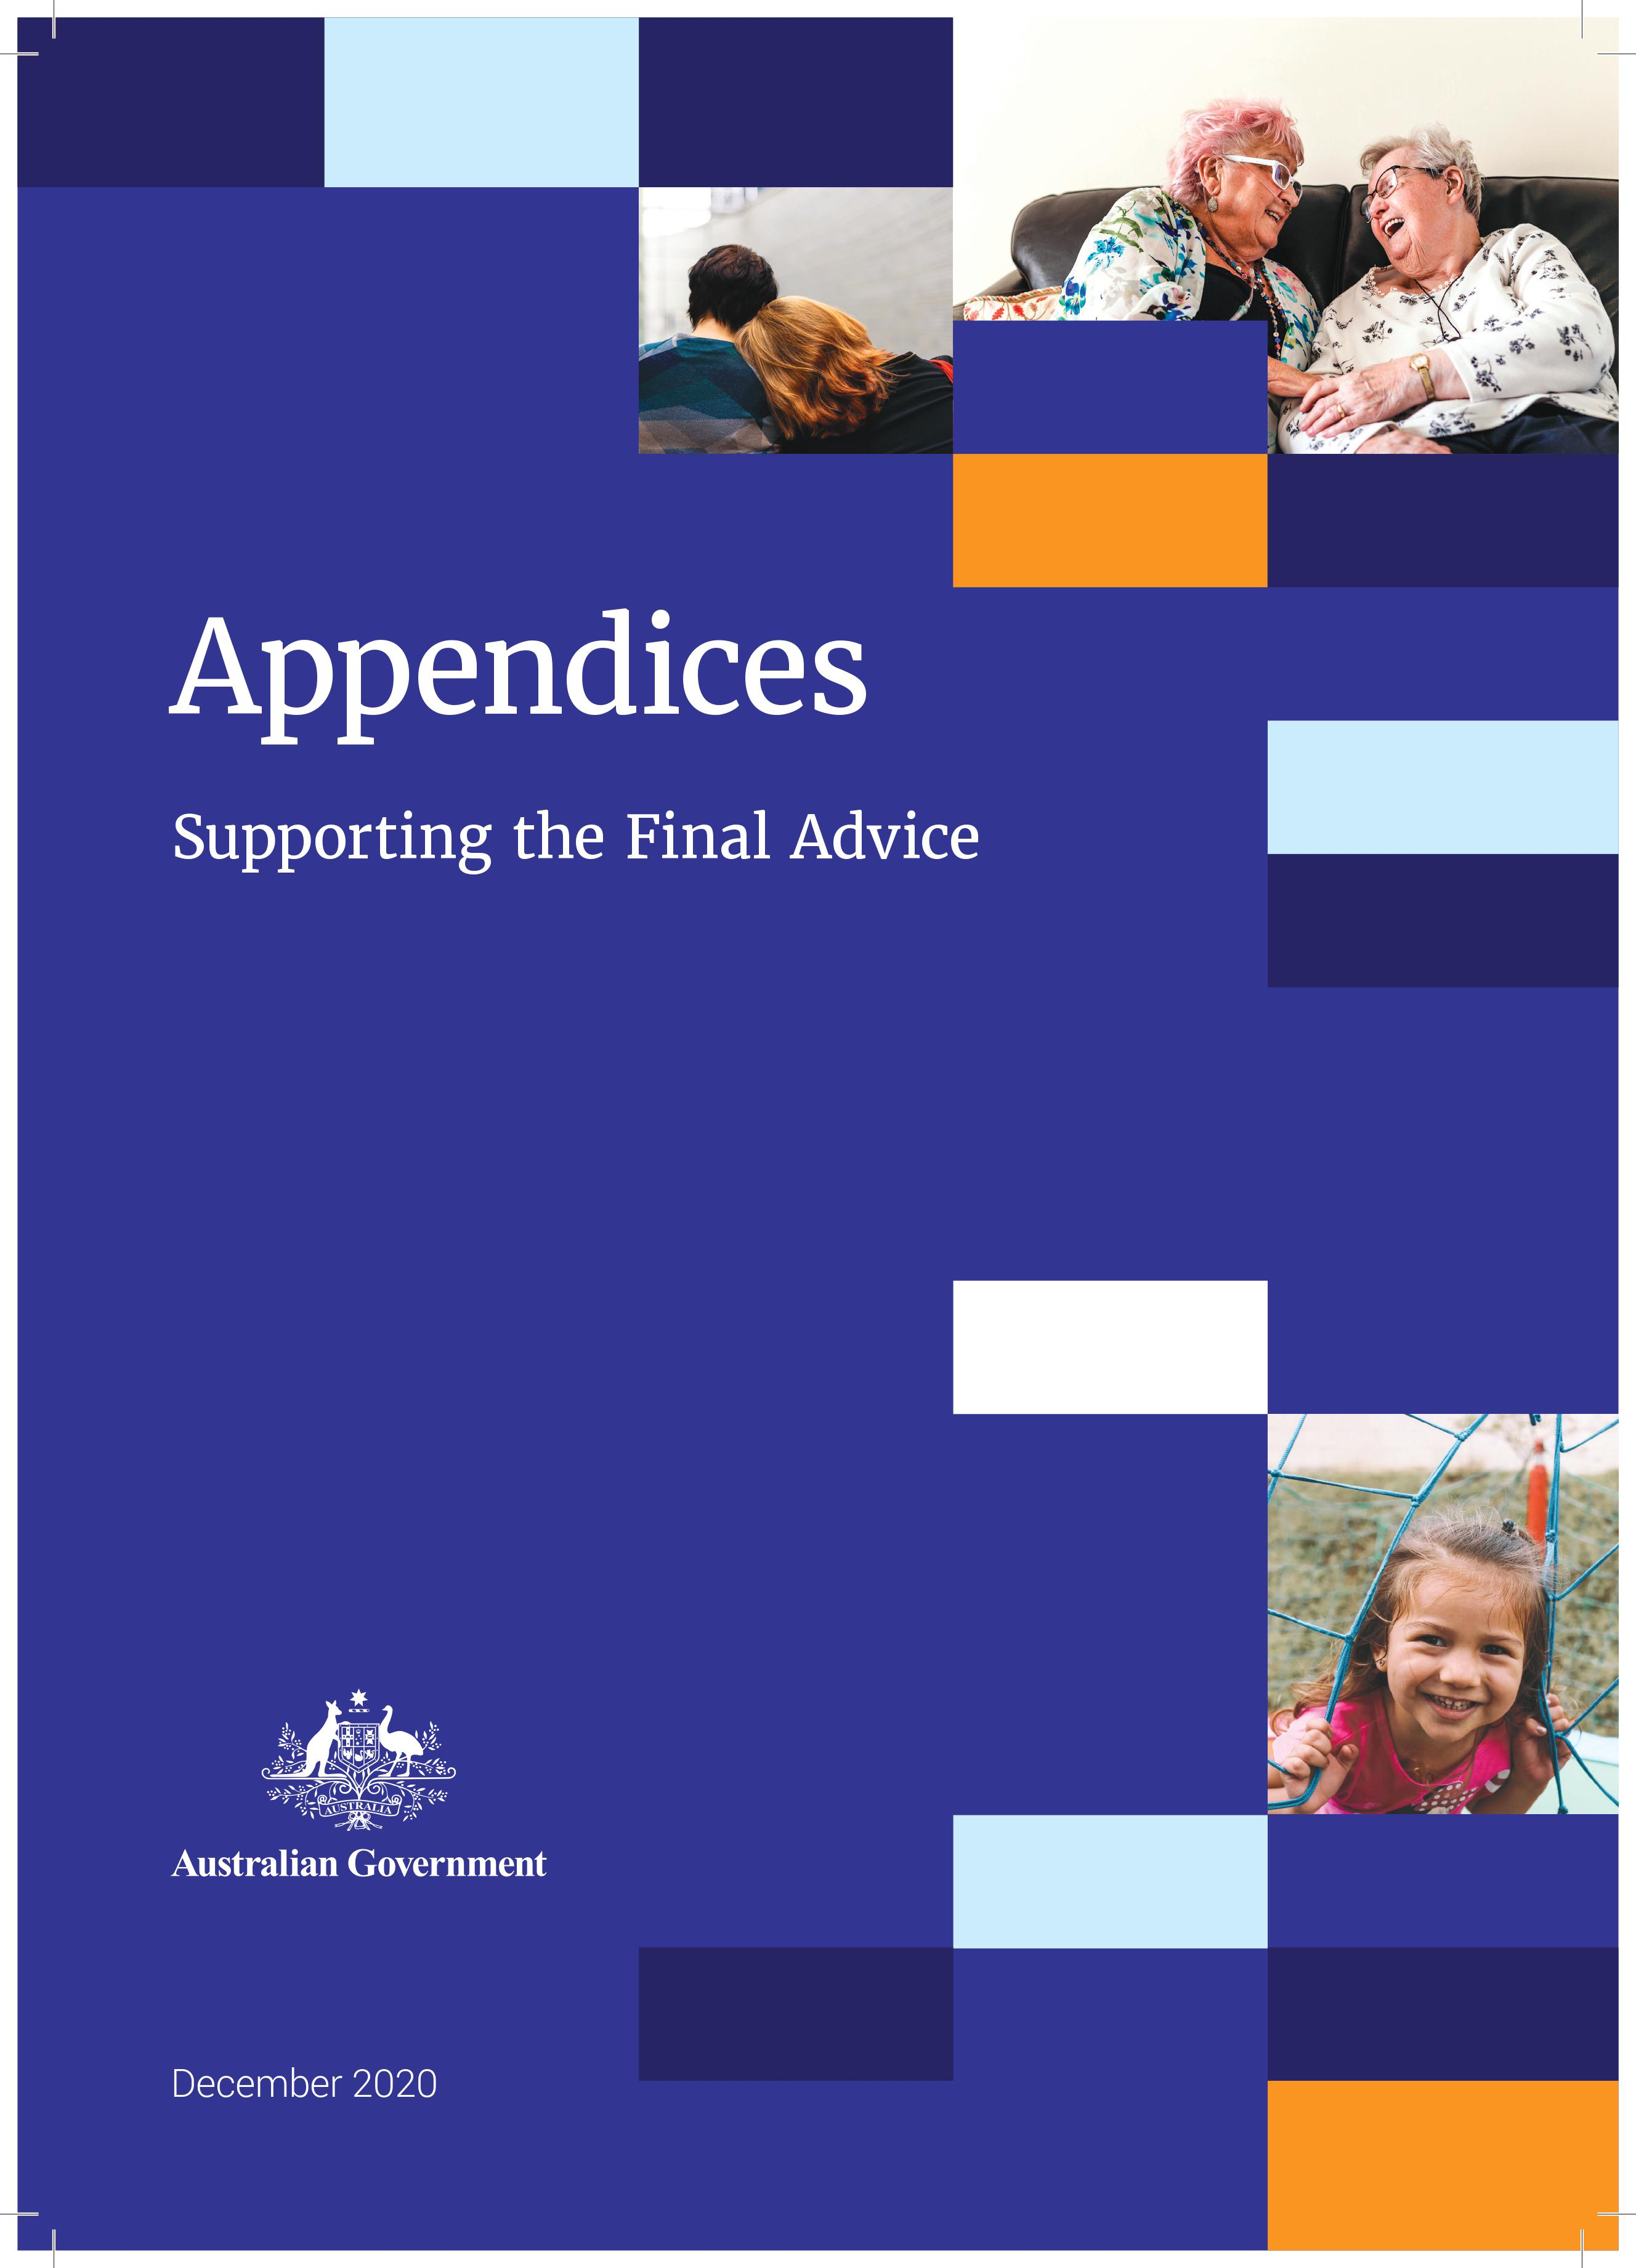 Appendices
Supporting the Final Advice
AUSTRALIA
Australian Government
December 2020